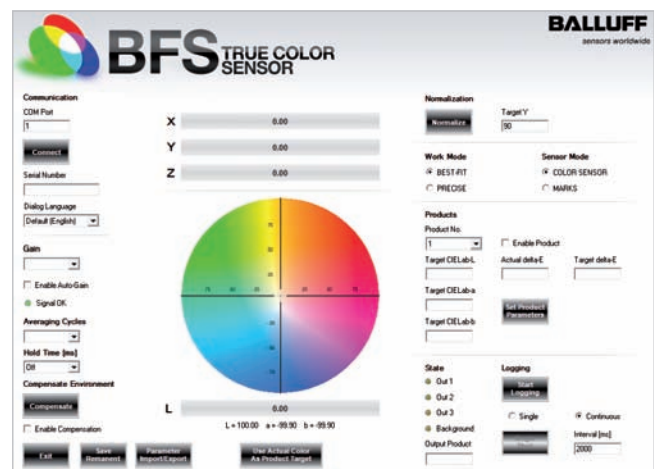 BFS TRUE COLOR
SENSOR
BALLUFF
sensors worldwide
Communication
COM Port
1
Connect
Serial Number
Dialog Language
Default (English)
Gain
Enable Auto-Gain
Signal OK
Averaging Cycles
Hold Time [ms]
Off
Compensate Environment
Compensate
Enable Compensation
Exit
Save
Remanent
Parameter
Import/Export
Use Actual Color
As Product Target
X 0.00
Y 0.00
Z 0.00
L 0.00
L = 100.00 a = -99.90 b = -99.90
Normalization
Normalize
Target Y
90
Work Mode
BEST-FIT
PRECISE
Sensor Mode
COLOR SENSOR
MARKS
Products
Product No.
1
Enable Product
Target CIELab-L
Actual delta-E
Target delta-E
Target CIELab-a
Set Product
Parameters
Target CIELab-b
State
Out 1
Out 2
Out 3
Background
Output Product
Logging
Start
Logging
Single
Continuous
Interval [ms]
2000